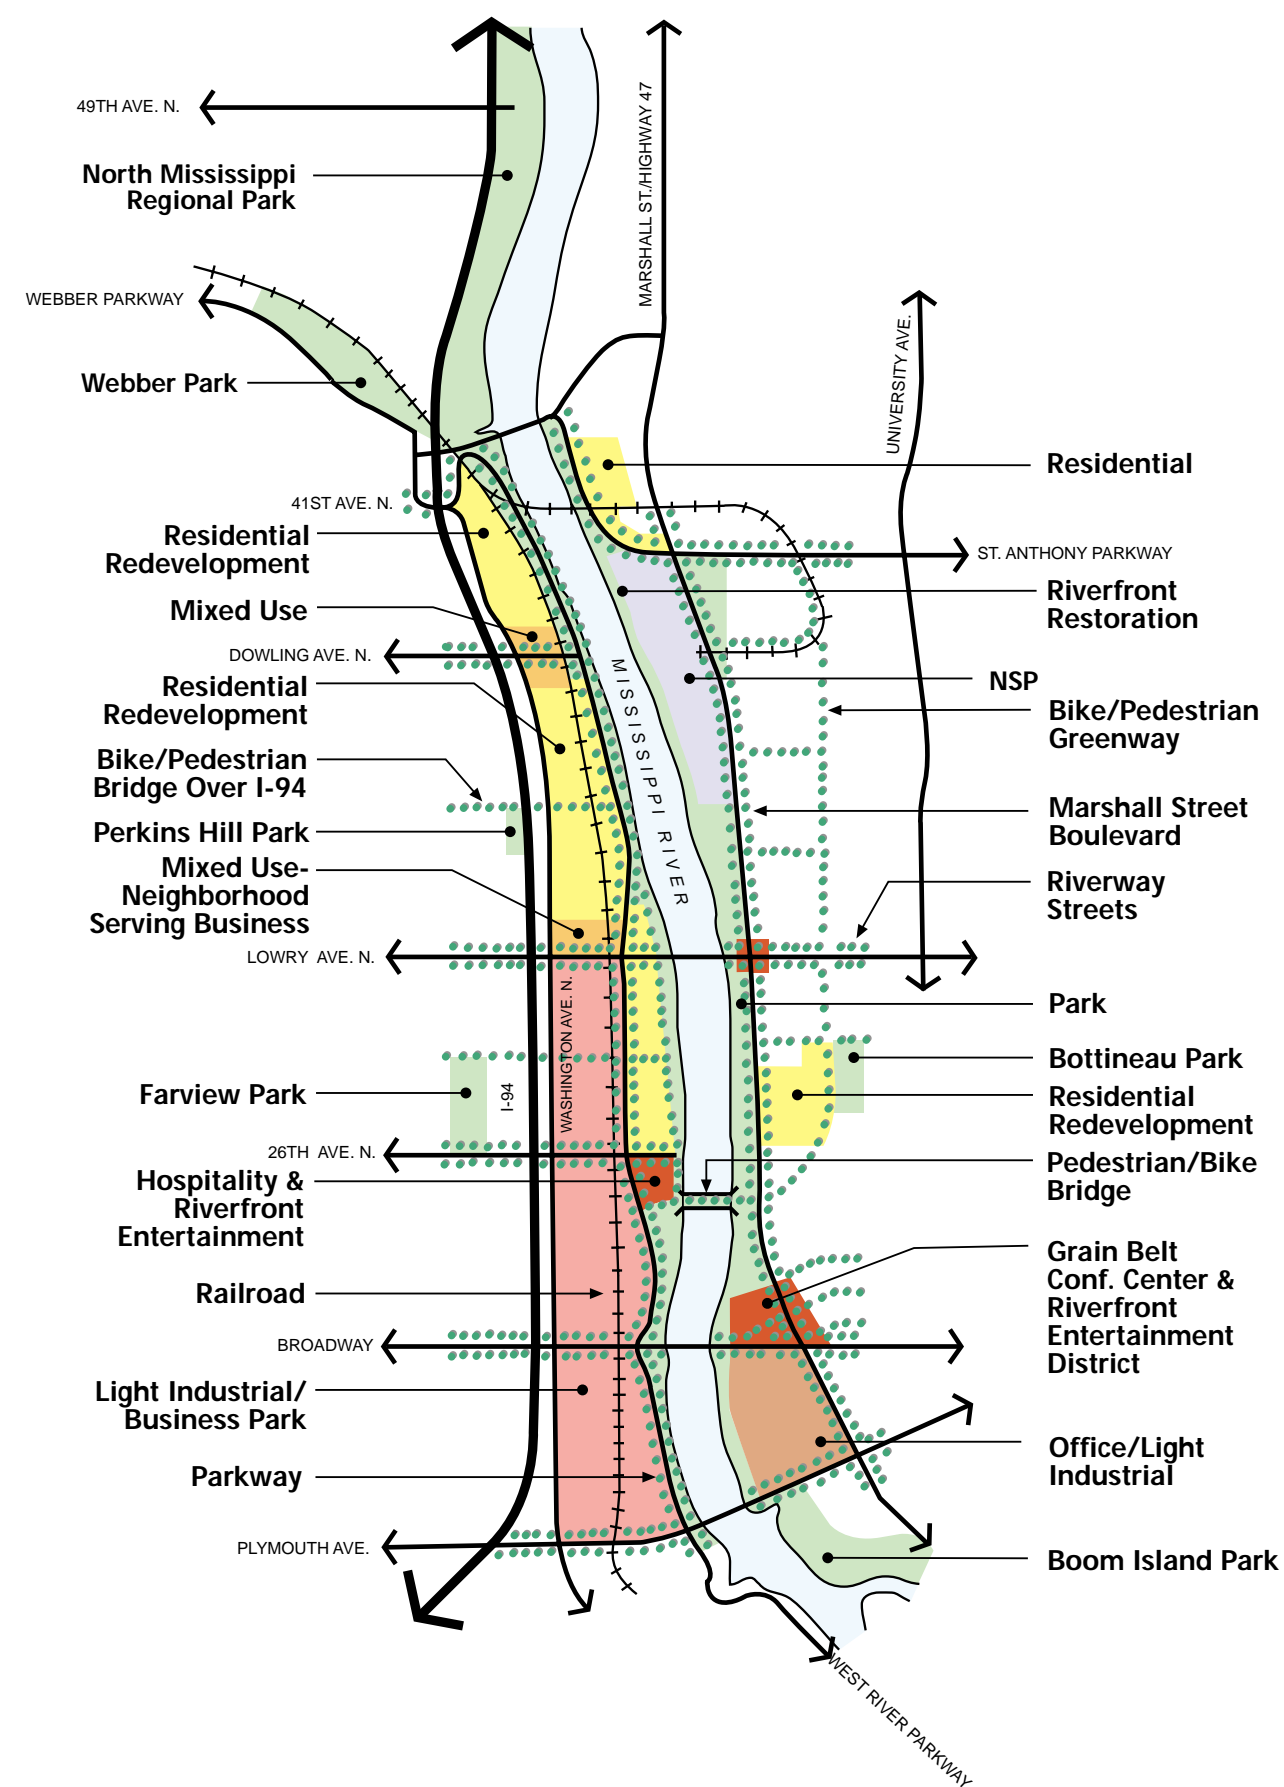 49TH AVE. N.
North Mississippi
Regional Park
MARSHALL ST./HIGHWAY 47
WEBBER PARKWAY
UNIVERSITY AVE.
Webber Park
Residential
41ST AVE. N.
Residential
Redevelopment
ST. ANTHONY PARKWAY
Mixed Use
Riverfront
Restoration
DOWLING AVE. N.
Residential
Redevelopment
NSP
MISSISSIPPI RIVER
Bike/Pedestrian
Greenway
Bike/Pedestrian
Bridge Over I-94
Marshall Street
Boulevard
Perkins Hill Park
Mixed Use-
Neighborhood
Serving Business
Riverway
Streets
LOWRY AVE. N.
WASHINGTON AVE. N.
Park
Bottineau Park
Farview Park
I-94
Residential
Redevelopment
26TH AVE. N.
Pedestrian/Bike
Bridge
Hospitality &
Riverfront
Entertainment
Grain Belt
Conf. Center &
Riverfront
Entertainment
District
Railroad
BROADWAY
Light Industrial/
Business Park
Office/Light
Industrial
Parkway
PLYMOUTH AVE.
Boom Island Park
WEST RIVER PARKWAY